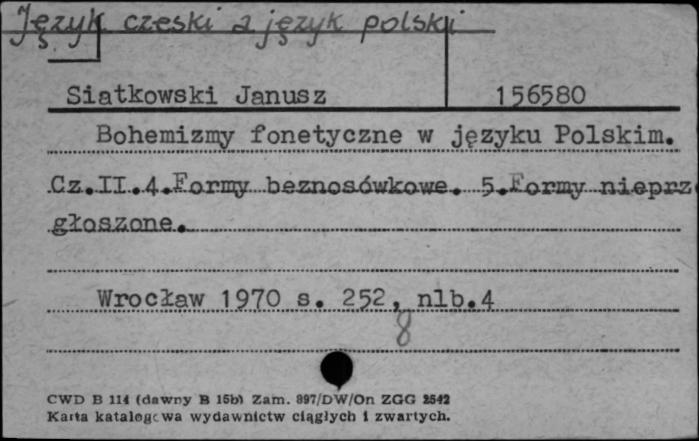 Język czeski a język polski
Siatkowski Janusz 156580
Bohemizmy fonetyczne w języku Polskim.
Cz.II.4.Formy beznosówkowe. 5.Formy nieprz
głoszone.
Wrocław 1970 s. 252, nlb.4
8
CWD B 114 (dawny B 15b) Zam. 897/DW/On ZGG 2542
Karta katalogowa wydawnictw ciągłych i zwartych.